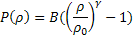 P(ρ) = B((ρ/ρ₀)^γ − 1)